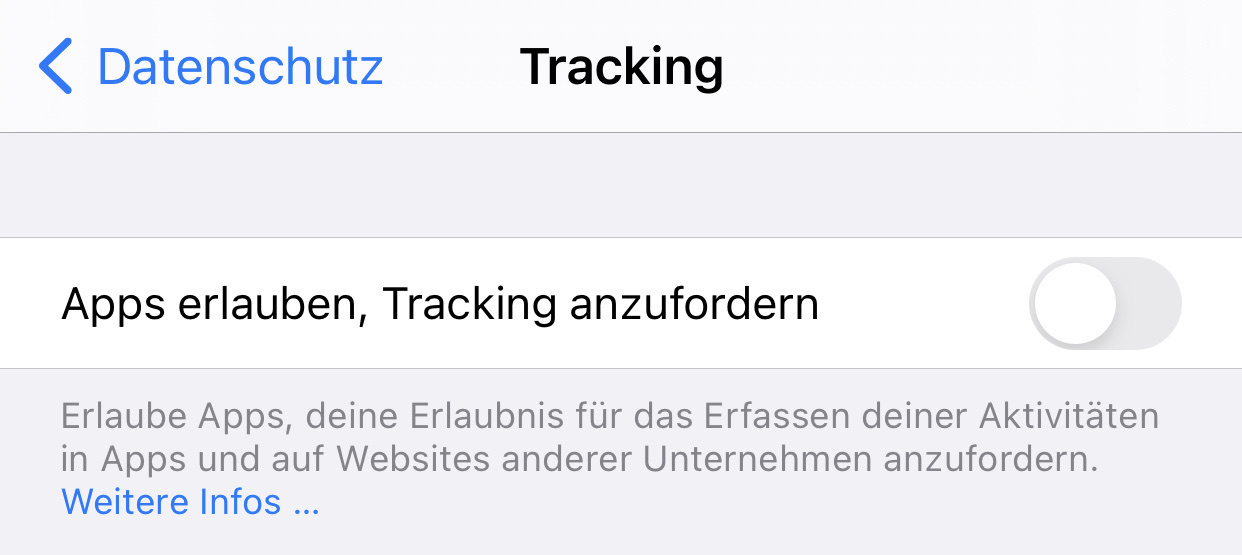 Datenschutz Tracking
Apps erlauben, Tracking anzufordern
Erlaube Apps, deine Erlaubnis für das Erfassen deiner Aktivitäten
in Apps und auf Websites anderer Unternehmen anzufordern.
Weitere Infos ...